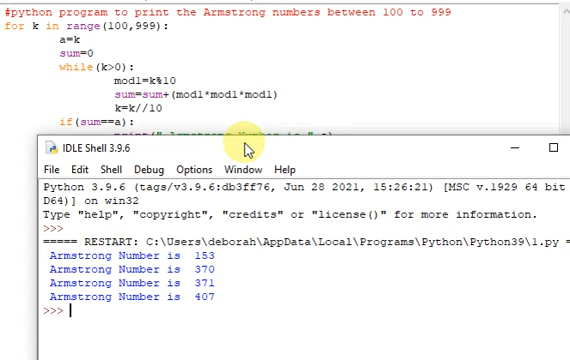 #python program to print the Armstrong numbers between 100 to 999
for k in range(100,999):
a=k
sum=0
while(k>0):
mod1=k%10
sum=sum+(mod1*mod1*mod1)
k=k//10
if(sum==a):
print(" Armstrong Number is ",a)
IDLE Shell 3.9.6
File Edit Shell Debug Options Window Help
Python 3.9.6 (tags/v3.9.6:db3ff76, Jun 28 2021, 15:26:21) [MSC v.1929 64 bit
D64)] on win32
Type "help", "copyright", "credits" or "license()" for more information.
>>>
===== RESTART: C:\Users\deborah\AppData\Local\Programs\Python\Python39\1.py =
Armstrong Number is 153
Armstrong Number is 370
Armstrong Number is 371
Armstrong Number is 407
>>>